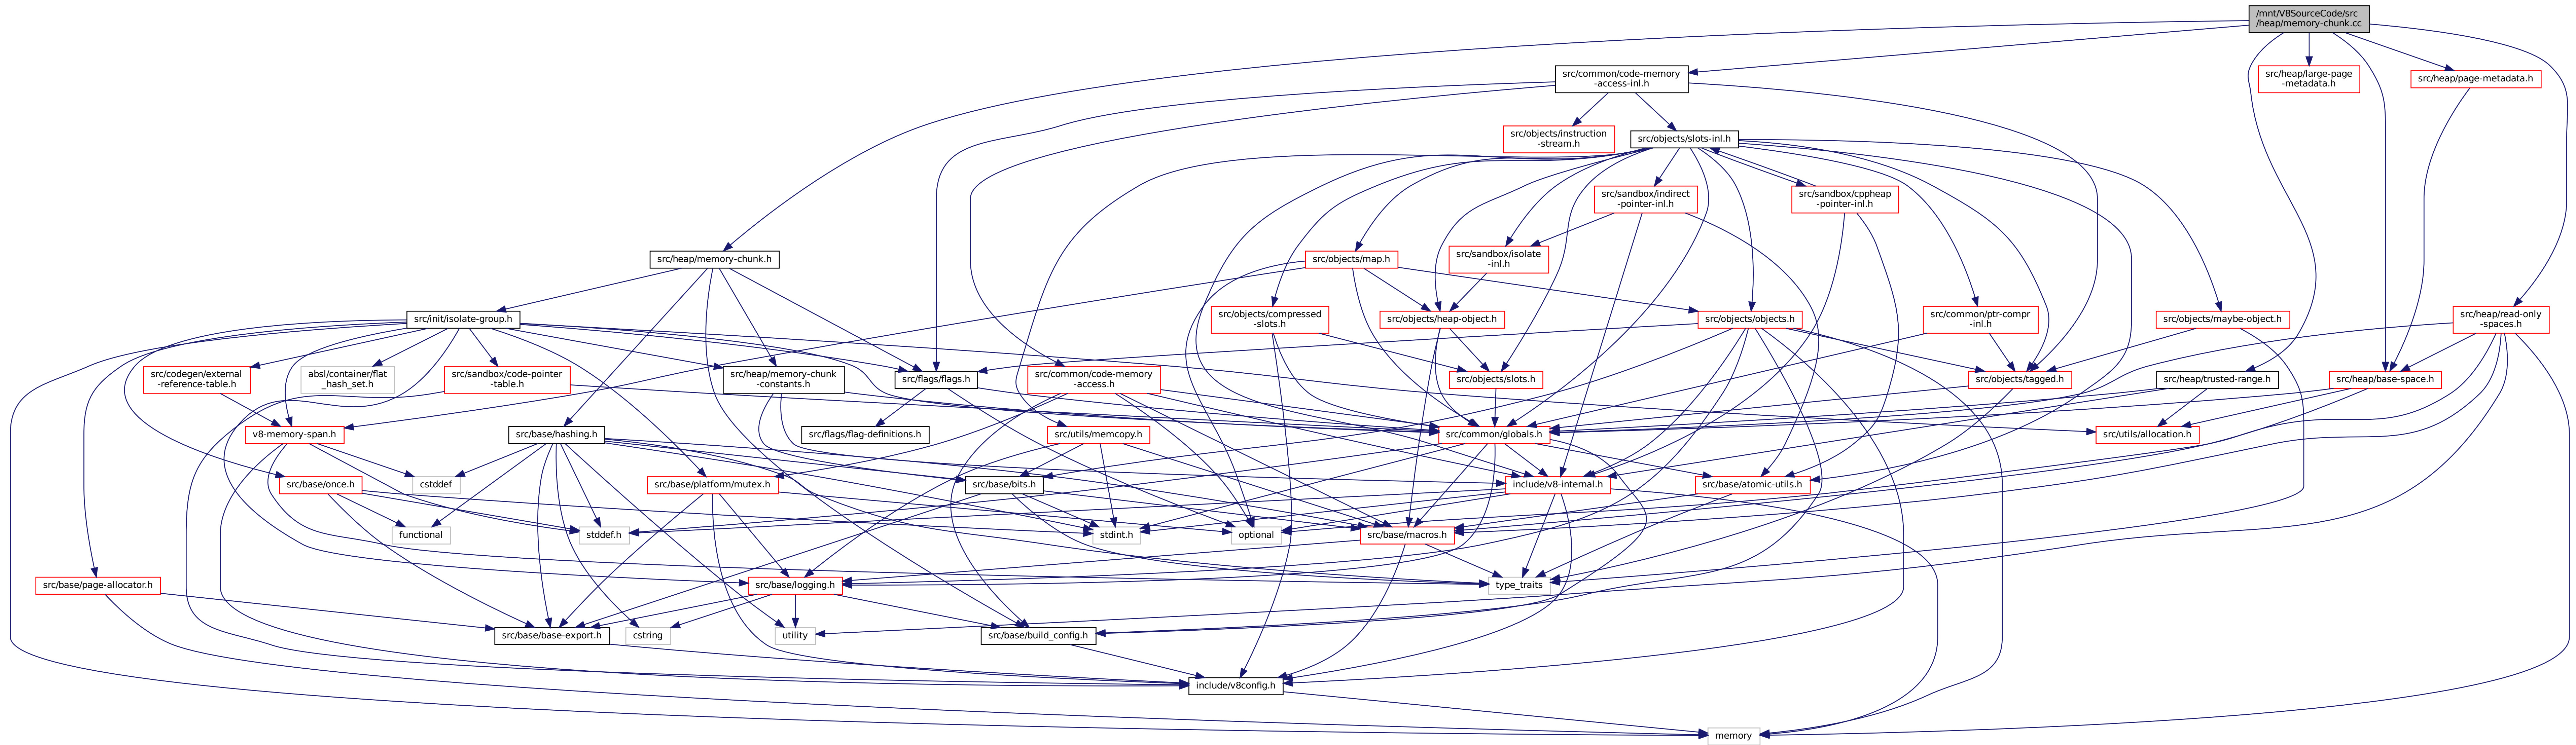 /mnt/V8SourceCode/src
/heap/memory-chunk.cc
src/common/code-memory
-access-inl.h
src/heap/large-page
-metadata.h
src/heap/page-metadata.h
src/objects/instruction
-stream.h
src/objects/slots-inl.h
src/sandbox/indirect
-pointer-inl.h
src/sandbox/cppheap
-pointer-inl.h
src/heap/memory-chunk.h
src/objects/map.h
src/sandbox/isolate
-inl.h
src/init/isolate-group.h
src/objects/compressed
-slots.h
src/objects/heap-object.h
src/objects/objects.h
src/common/ptr-compr
-inl.h
src/objects/maybe-object.h
src/heap/read-only
-spaces.h
src/codegen/external
-reference-table.h
absl/container/flat
_hash_set.h
src/sandbox/code-pointer
-table.h
src/heap/memory-chunk
-constants.h
src/flags/flags.h
src/common/code-memory
-access.h
src/objects/slots.h
src/objects/tagged.h
src/heap/trusted-range.h
src/heap/base-space.h
v8-memory-span.h
src/base/hashing.h
src/flags/flag-definitions.h
src/utils/memcopy.h
src/common/globals.h
src/utils/allocation.h
src/base/once.h
cstddef
src/base/platform/mutex.h
src/base/bits.h
include/v8-internal.h
src/base/atomic-utils.h
functional
stddef.h
stdint.h
optional
src/base/macros.h
src/base/page-allocator.h
src/base/logging.h
type_traits
src/base/base-export.h
cstring
utility
src/base/build_config.h
include/v8config.h
memory